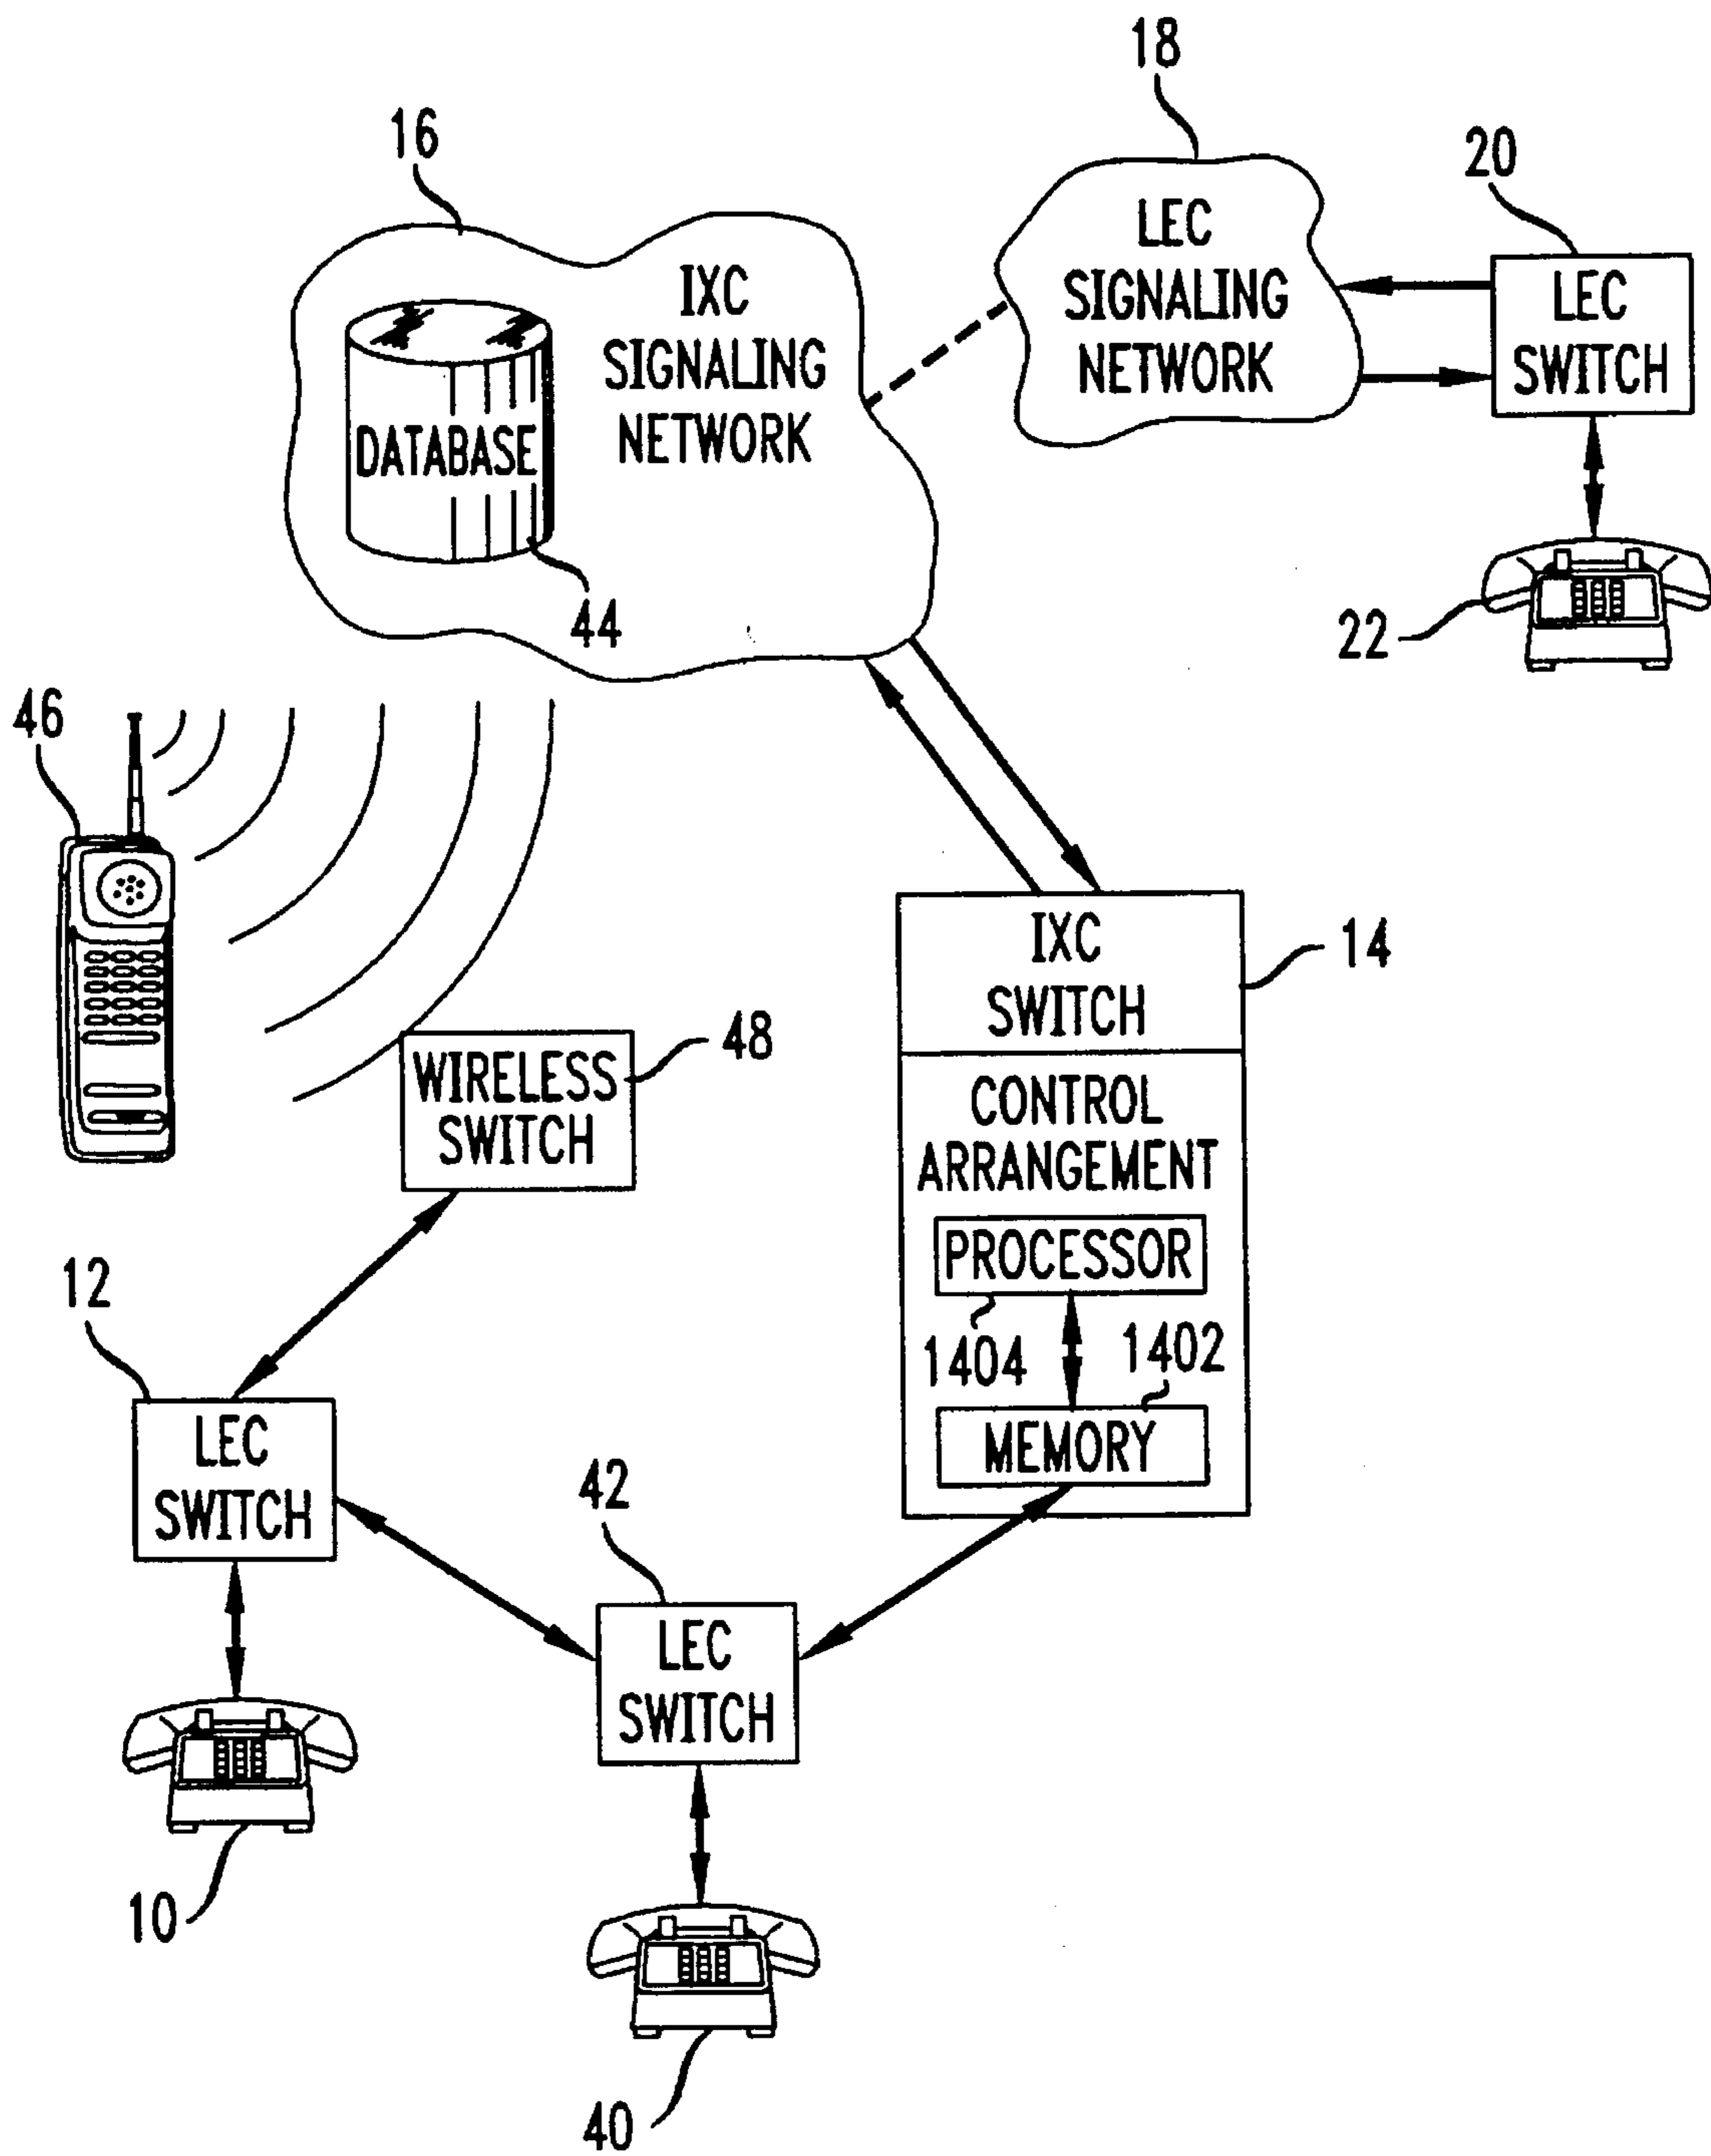 18
16
20
LEC
SIGNALING
NETWORK
LEC
SWITCH
IXC
SIGNALING
NETWORK
DATABASE
44
22
46
IXC
SWITCH
14
WIRELESS
SWITCH
48
CONTROL
ARRANGEMENT
PROCESSOR
1404
1402
MEMORY
12
LEC
SWITCH
42
LEC
SWITCH
10
40